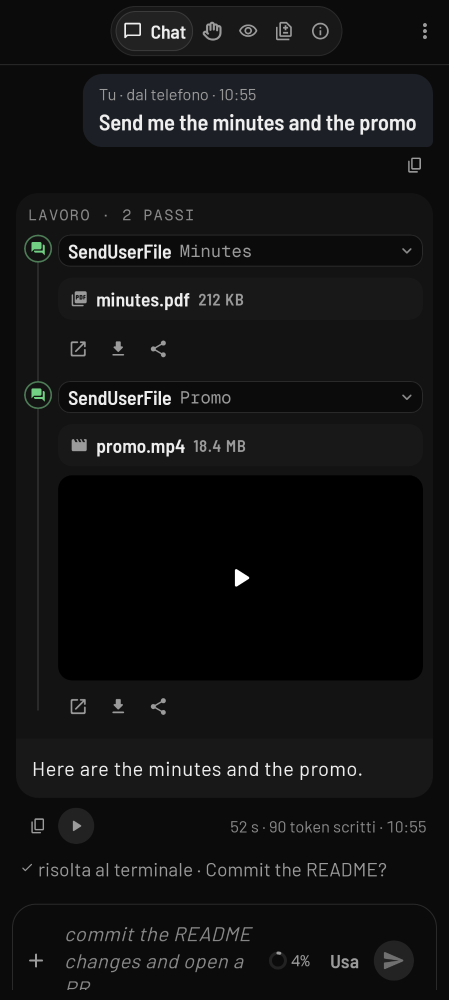 Chat
Tu · dal telefono · 10:55
Send me the minutes and the promo
LAVORO · 2 PASSI
SendUserFile Minutes
PDF
minutes.pdf 212 KB
SendUserFile Promo
promo.mp4 18.4 MB
Here are the minutes and the promo.
52 s · 90 token scritti · 10:55
risolta al terminale · Commit the README?
commit the README
changes and open a
PR
4%
Usa